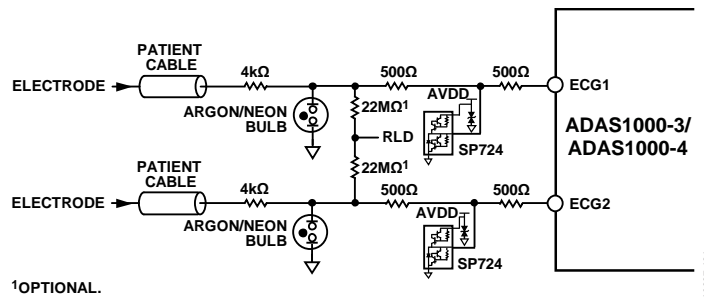 PATIENT
CABLE
4kΩ
500Ω
500Ω
ELECTRODE
ECG1
AVDD
ARGON/NEON
BULB
22MΩ1
SP724
RLD
ADAS1000-3/
ADAS1000-4
PATIENT
CABLE
22MΩ1
4kΩ
500Ω
500Ω
ELECTRODE
ECG2
AVDD
ARGON/NEON
BULB
SP724
1OPTIONAL.